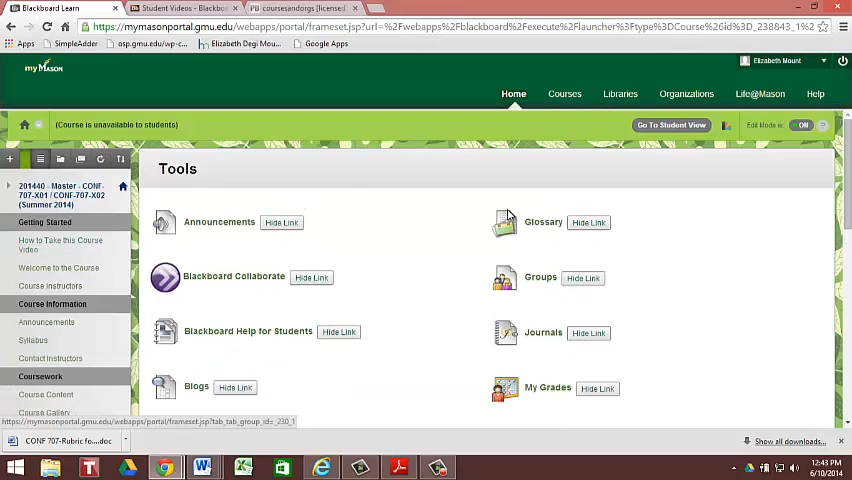 Blackboard Learn
Student Videos – Blackbo...
coursesandorgs [licensed
https://mymasonportal.gmu.edu/webapps/portal/frameset.jsp?url=%2Fwebapps%2Fblackboard%2Fexecute%2Flauncher%3Ftype%3DCourse%26id%3D_238843_1%2
Apps
SimpleAdder
osp.gmu.edu/wp-c...
Elizabeth Degi Mou...
Google Apps
myMason
Elizabeth Mount
Home Courses Libraries Organizations Life@Mason Help
(Course is unavailable to students)
Go To Student View
Edit Mode is: ON
201440 - Master - CONF-
707-X01 / CONF-707-X02
(Summer 2014)
Getting Started
How to Take this Course
Video
Welcome to the Course
Course Instructors
Course Information
Announcements
Syllabus
Contact Instructors
Coursework
Course Content
Course Gallery
Tools
Announcements Hide Link
Glossary Hide Link
Blackboard Collaborate Hide Link
Groups Hide Link
Blackboard Help for Students Hide Link
Journals Hide Link
Blogs Hide Link
My Grades Hide Link
https://mymasonportal.gmu.edu/webapps/portal/frameset.jsp?tab_tab_group_id=_230_1
CONF 707-Rubric fo....doc
Show all downloads...
12:43 PM
6/10/2014